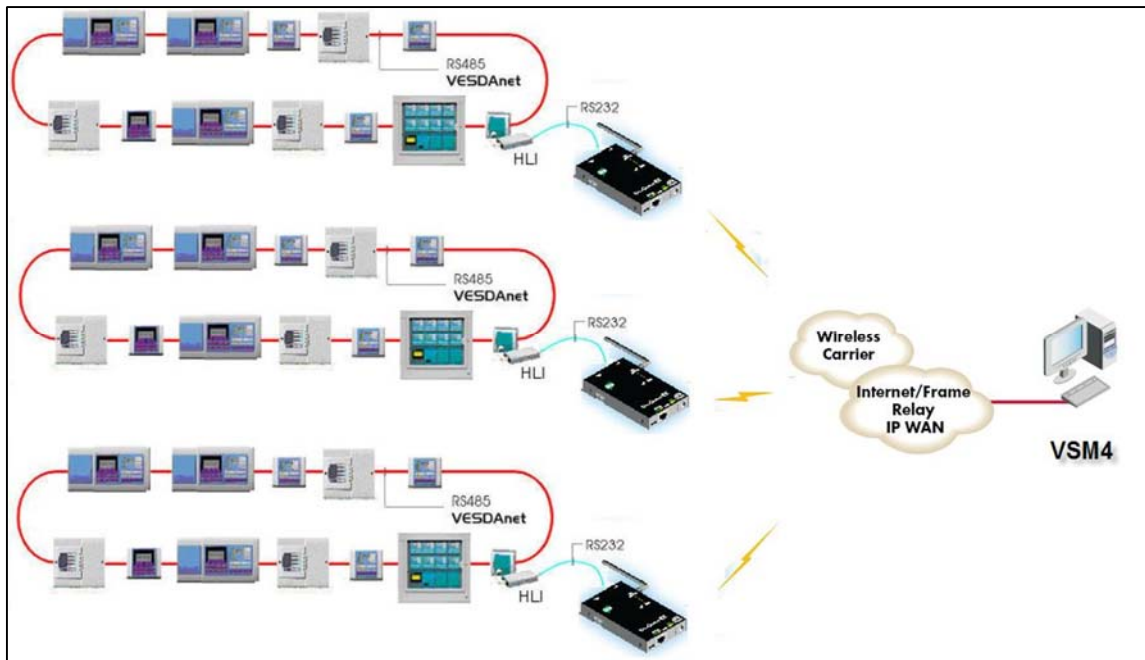 RS485
VESDAnet
RS232
HLI
RS485
VESDAnet
RS232
HLI
Wireless
Carrier
Internet/Frame
Relay
IP WAN
VSM4
RS485
VESDAnet
RS232
HLI